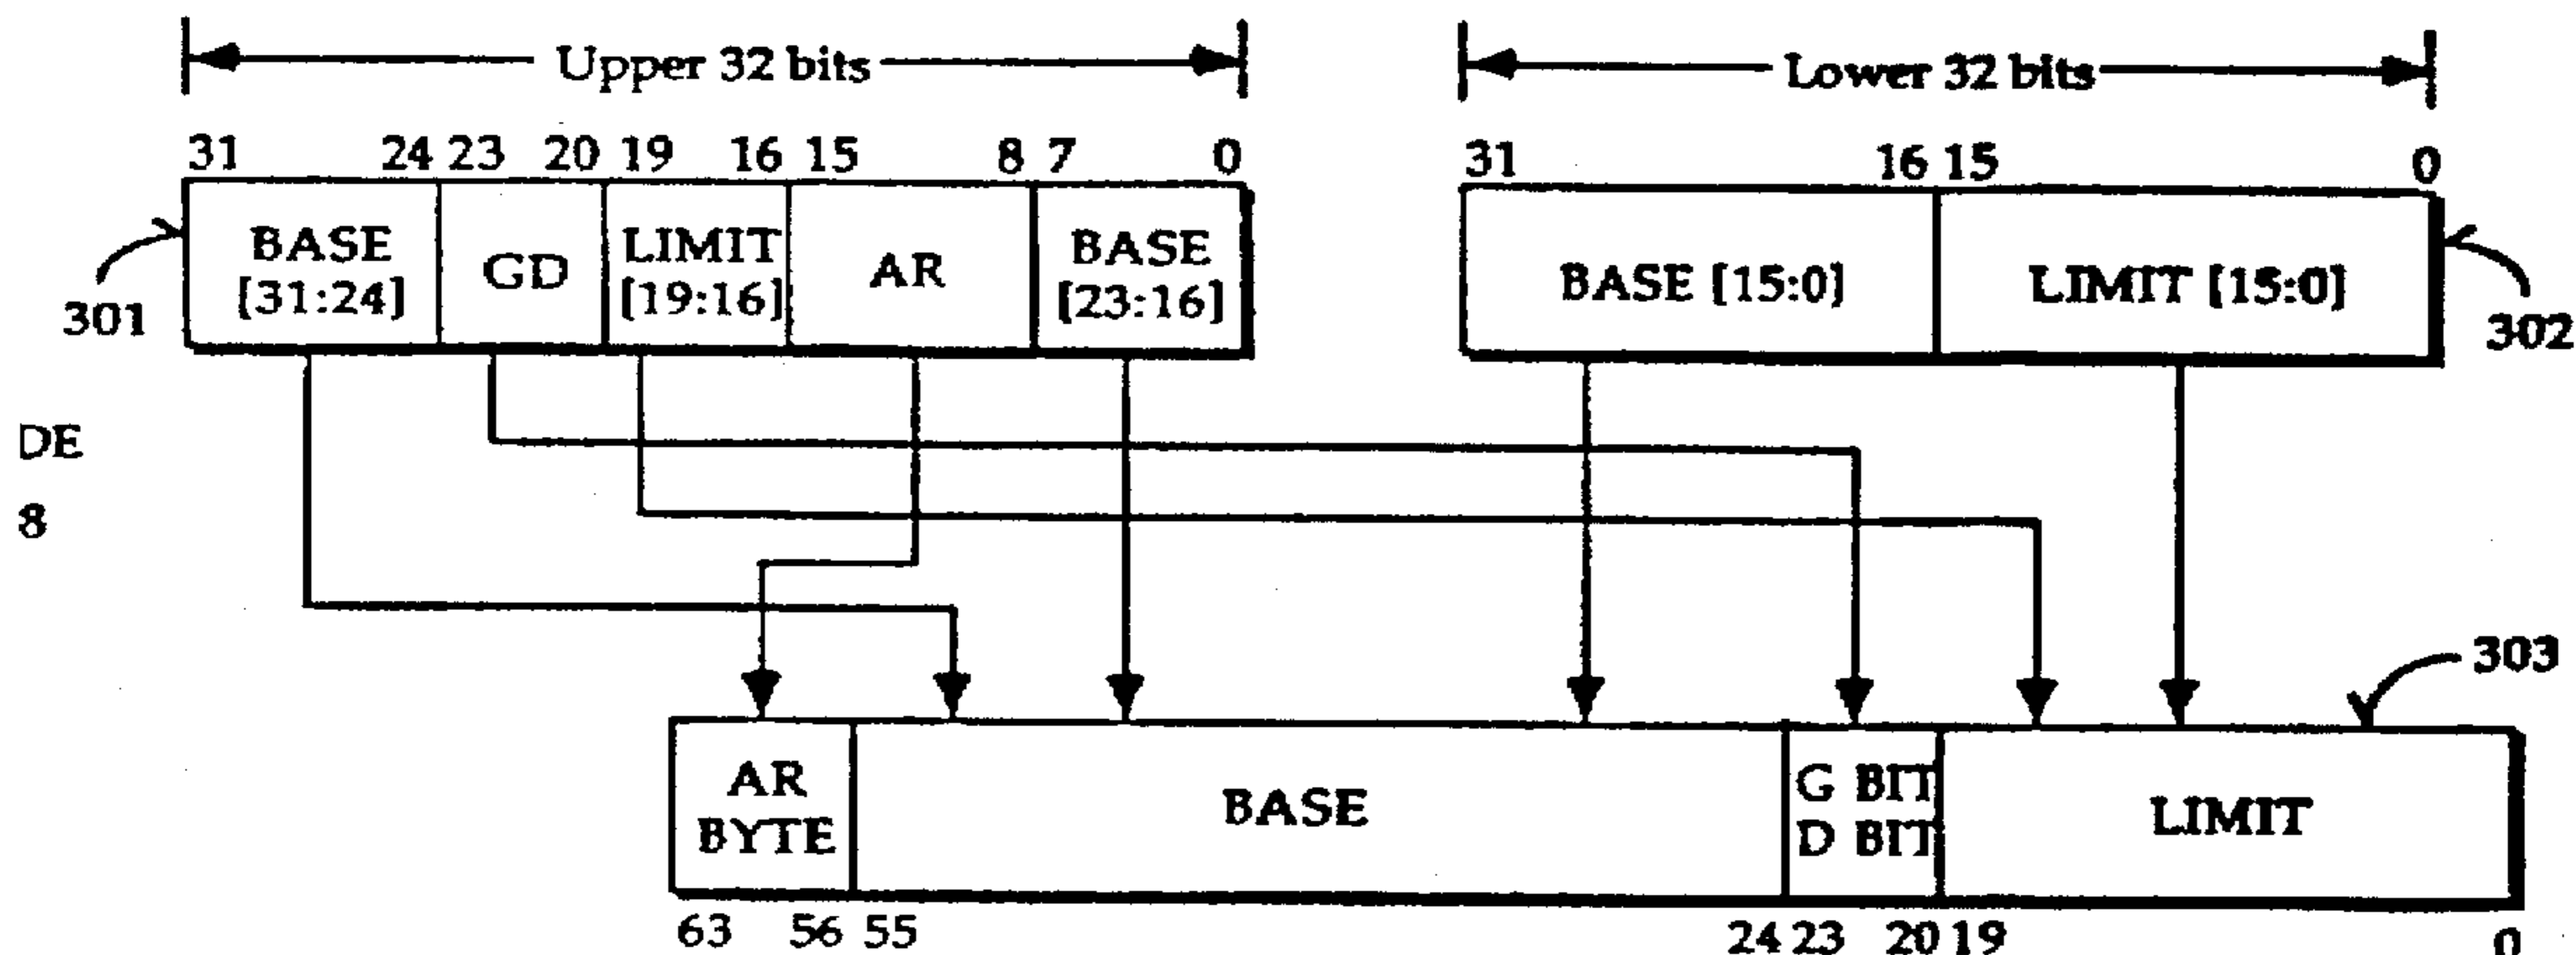 Upper 32 bits Lower 32 bits
31 24 23 20 19 16 15 8 7 0 31 16 15 0
BASE [31:24] GD LIMIT [19:16] AR BASE [23:16] BASE [15:0] LIMIT [15:0]
301 302
DE
8
303
AR BYTE BASE G BIT D BIT LIMIT
63 56 55 24 23 20 19 0